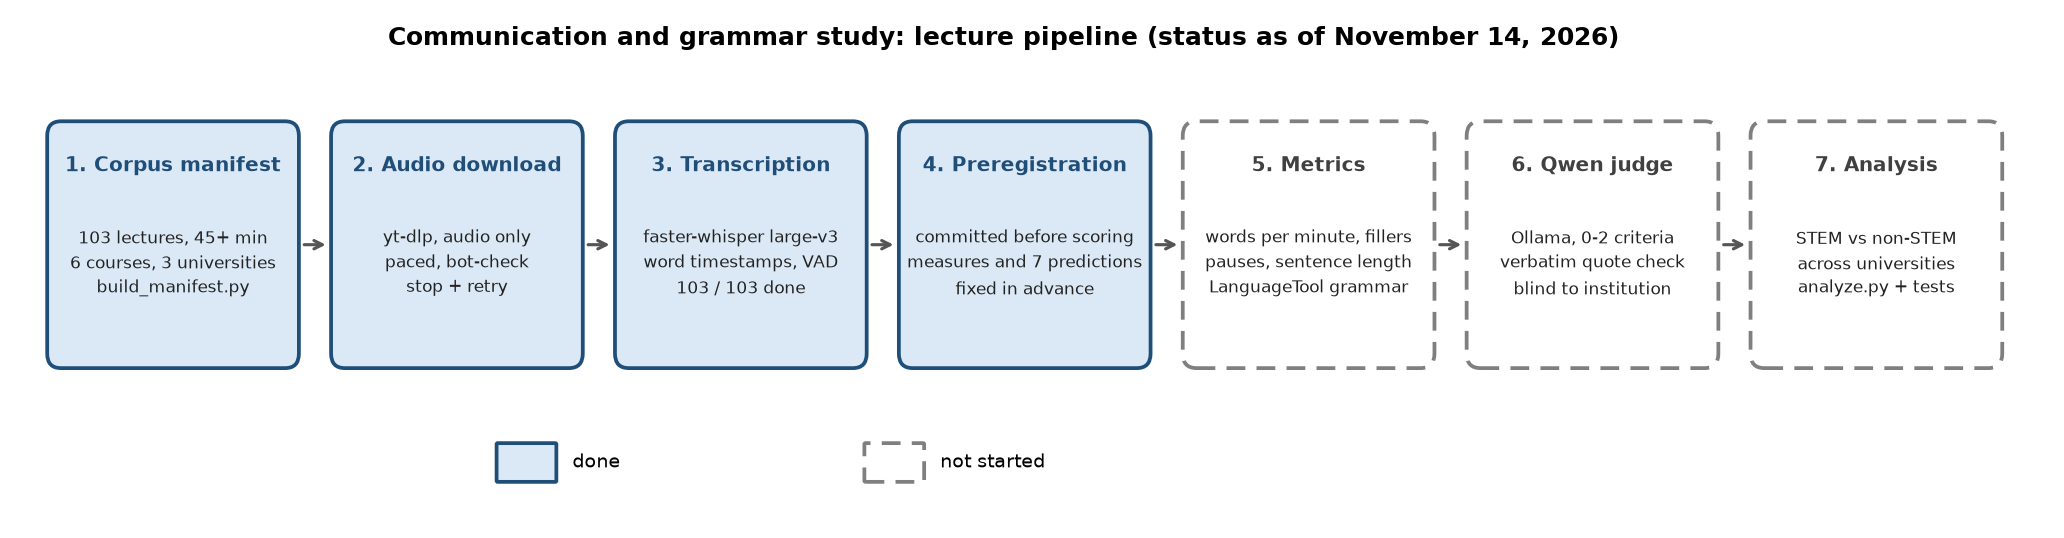 Communication and grammar study: lecture pipeline (status as of November 14, 2026)
1. Corpus manifest
103 lectures, 45+ min
6 courses, 3 universities
build_manifest.py
2. Audio download
yt-dlp, audio only
paced, bot-check
stop + retry
3. Transcription
faster-whisper large-v3
word timestamps, VAD
103 / 103 done
4. Preregistration
committed before scoring
measures and 7 predictions
fixed in advance
5. Metrics
words per minute, fillers
pauses, sentence length
LanguageTool grammar
6. Qwen judge
Ollama, 0-2 criteria
verbatim quote check
blind to institution
7. Analysis
STEM vs non-STEM
across universities
analyze.py + tests
done
not started